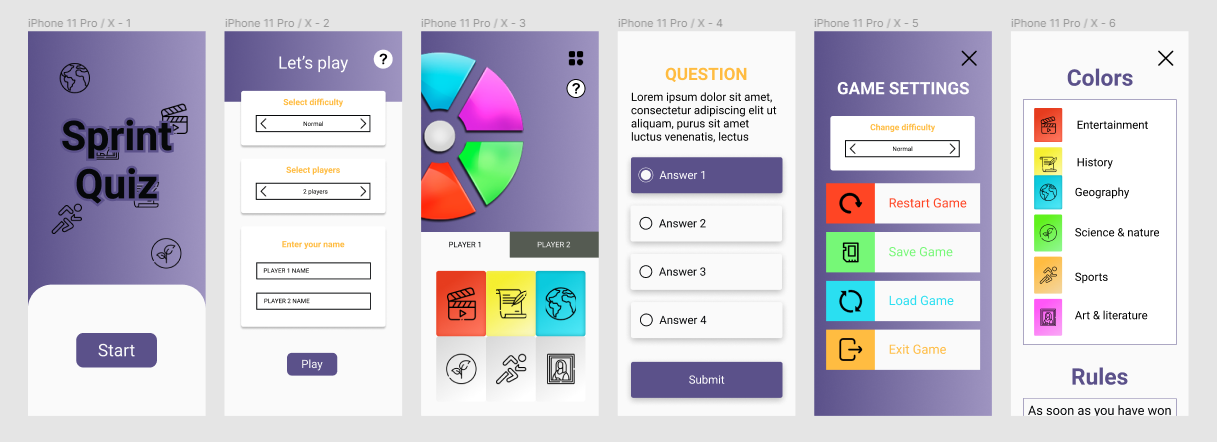 iPhone 11 Pro / X - 1
Sprint
Quiz
Start
iPhone 11 Pro / X - 2
Let's play
?
Select difficulty
Normal
Select players
2 players
Enter your name
PLAYER 1 NAME
PLAYER 2 NAME
Play
iPhone 11 Pro / X - 3
?
PLAYER 1
PLAYER 2
iPhone 11 Pro / X - 4
QUESTION
Lorem ipsum dolor sit amet,
consectetur adipiscing elit ut
aliquam, purus sit amet
luctus venenatis, lectus
Answer 1
Answer 2
Answer 3
Answer 4
Submit
iPhone 11 Pro / X - 5
GAME SETTINGS
Change difficulty
Normal
Restart Game
Save Game
Load Game
Exit Game
iPhone 11 Pro / X - 6
Colors
Entertainment
History
Geography
Science & nature
Sports
Art & literature
Rules
As soon as you have won